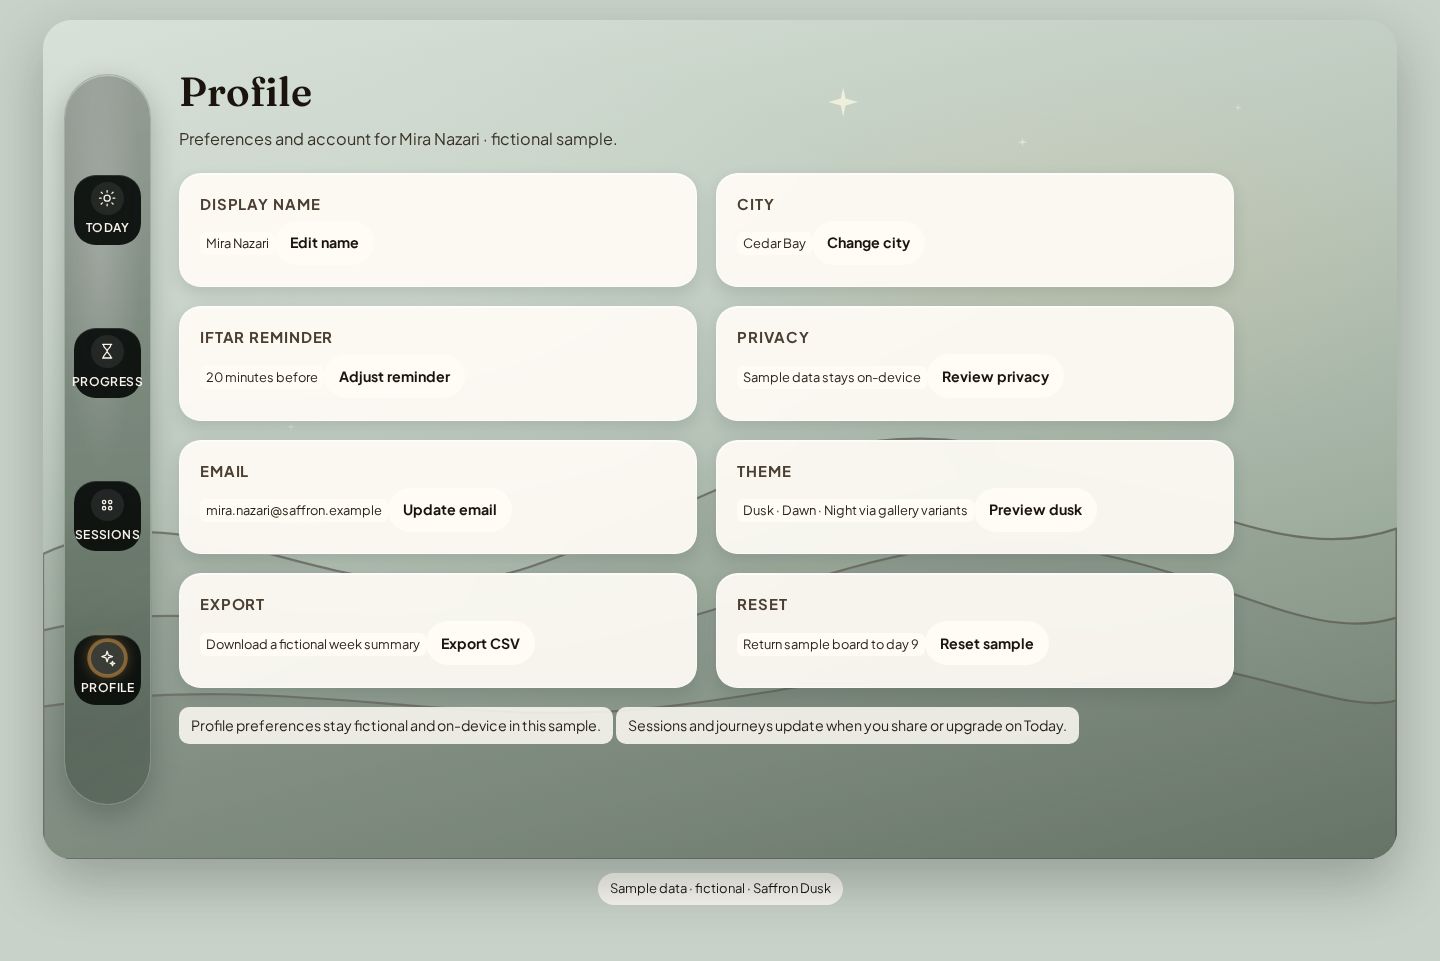 Profile
Preferences and account for Mira Nazari · fictional sample.
TODAY
PROGRESS
SESSIONS
PROFILE
DISPLAY NAME
Mira Nazari Edit name
CITY
Cedar Bay Change city
IFTAR REMINDER
20 minutes before Adjust reminder
PRIVACY
Sample data stays on-device Review privacy
EMAIL
mira.nazari@saffron.example Update email
THEME
Dusk · Dawn · Night via gallery variants Preview dusk
EXPORT
Download a fictional week summary Export CSV
RESET
Return sample board to day 9 Reset sample
Profile preferences stay fictional and on-device in this sample. Sessions and journeys update when you share or upgrade on Today.
Sample data · fictional · Saffron Dusk